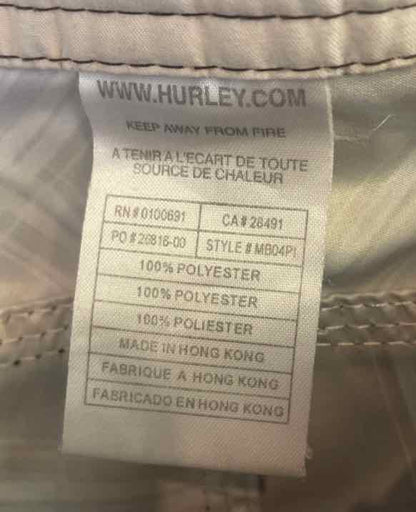 WWW.HURLEY.COM
KEEP AWAY FROM FIRE
A TENIR A L'ECART DE TOUTE
SOURCE DE CHALEUR
RN # 0100691 CA # 26491
PO # 26816-00 STYLE # MB04PI
100% POLYESTER
100% POLYESTER
100% POLIESTER
MADE IN HONG KONG
FABRIQUE A HONG KONG
FABRICADO EN HONG KONG